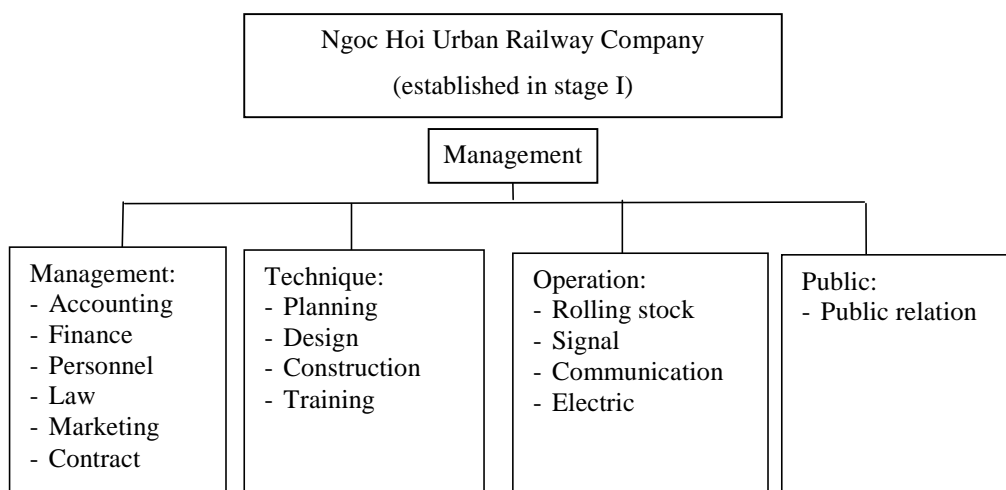 Ngoc Hoi Urban Railway Company
(established in stage I)
Management
Management:
- Accounting
- Finance
- Personnel
- Law
- Marketing
- Contract
Technique:
- Planning
- Design
- Construction
- Training
Operation:
- Rolling stock
- Signal
- Communication
- Electric
Public:
- Public relation